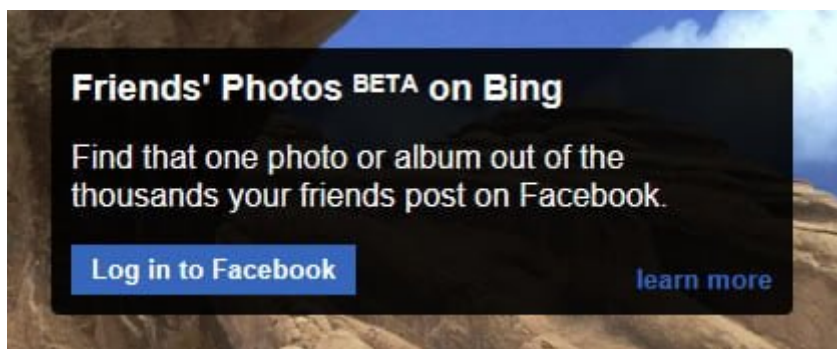 Friends' Photos BETA on Bing
Find that one photo or album out of the
thousands your friends post on Facebook.
Log in to Facebook
learn more